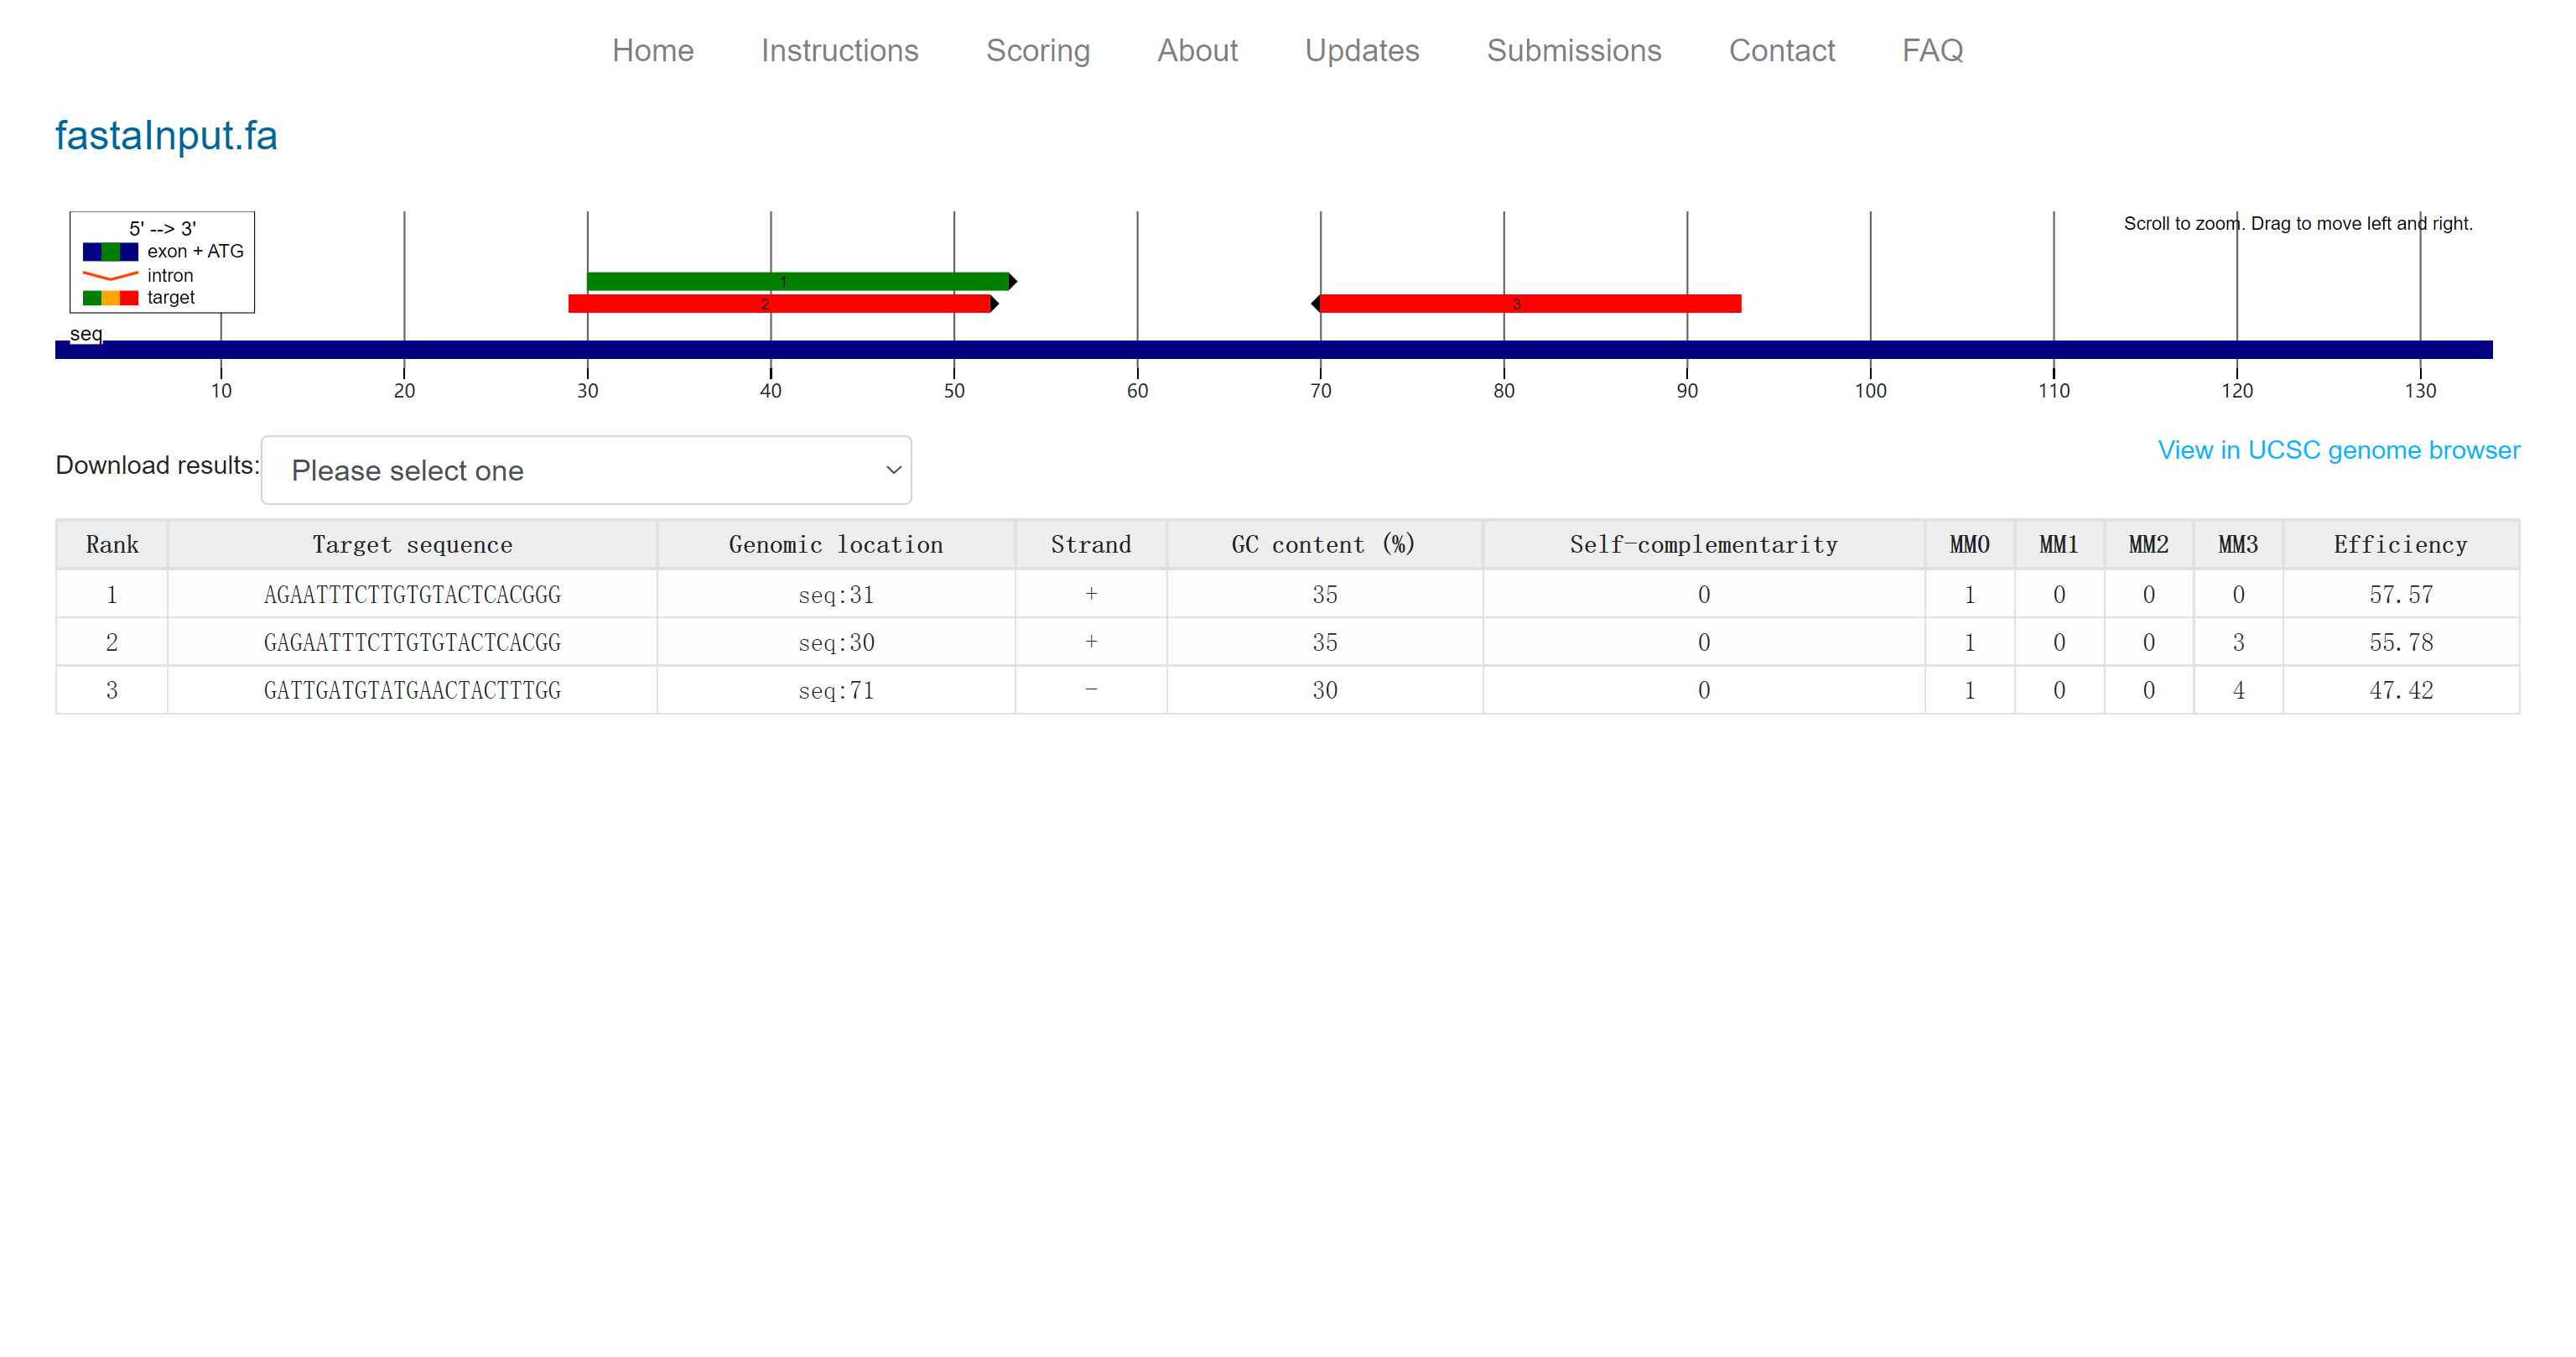 Home Instructions Scoring About Updates Submissions Contact FAQ
fastaInput.fa
5' --> 3'
exon + ATG
intron
target
Scroll to zoom. Drag to move left and right.
1
2 3
seq
10 20 30 40 50 60 70 80 90 100 110 120 130
Download results: Please select one View in UCSC genome browser
Rank Target sequence Genomic location Strand GC content (%) Self-complementarity MM0 MM1 MM2 MM3 Efficiency
1 AGAATTTCTTGTGTACTCACGGG seq:31 + 35 0 1 0 0 0 57.57
2 GAGAATTTCTTGTGTACTCACGG seq:30 + 35 0 1 0 0 3 55.78
3 GATTGATGTATGAACTACTTTGG seq:71 - 30 0 1 0 0 4 47.42